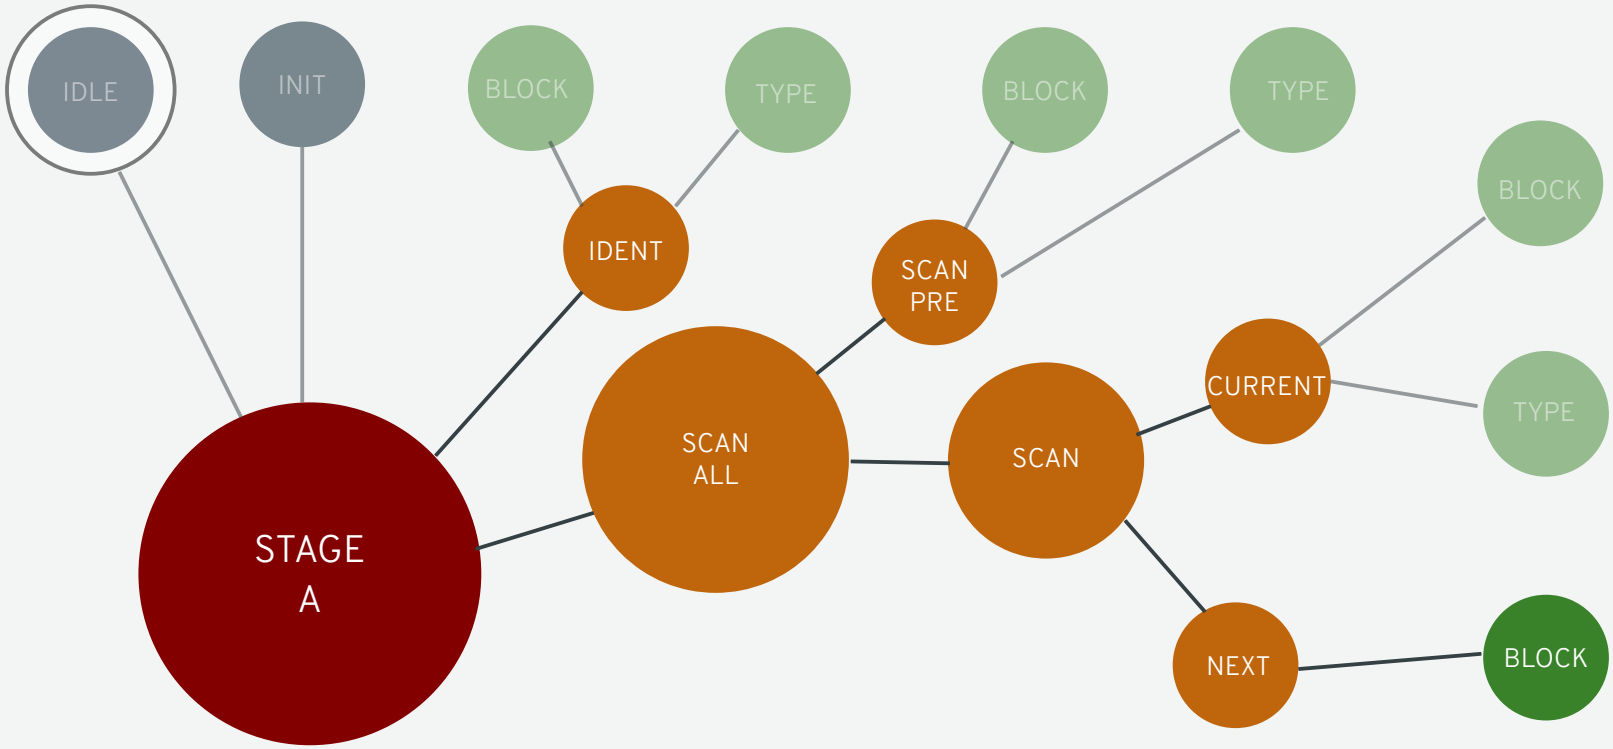 IDLE
INIT
BLOCK
TYPE
BLOCK
TYPE
BLOCK
IDENT
SCAN
PRE
CURRENT
TYPE
SCAN
ALL
SCAN
STAGE
A
NEXT
BLOCK